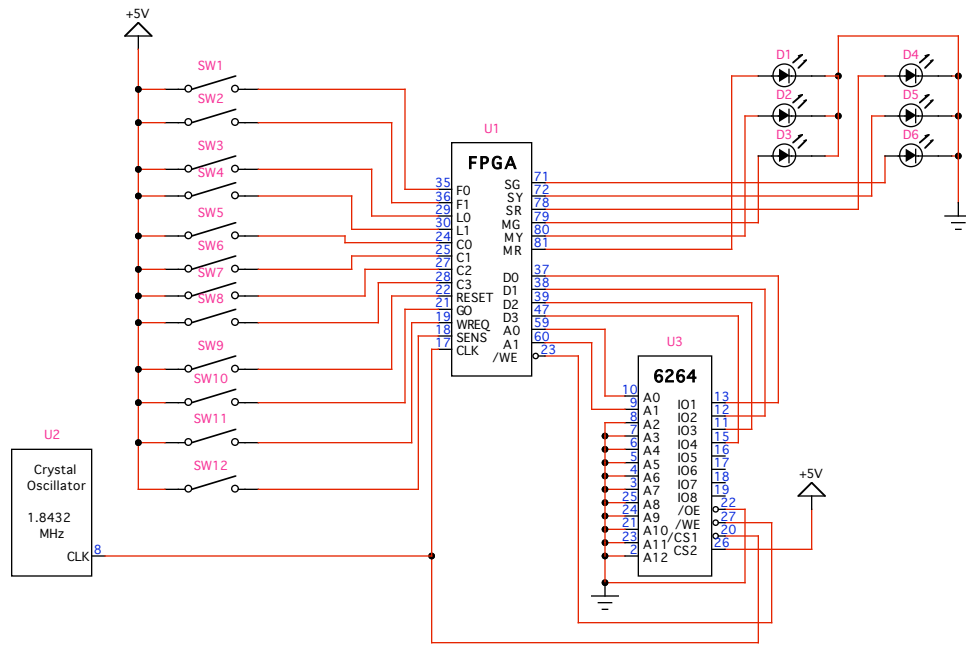 +5V
SW1
SW2
SW3
SW4
SW5
SW6
SW7
SW8
SW9
SW10
SW11
SW12
U2
Crystal
Oscillator
1.8432
MHz
CLK 8
U1
FPGA
35 F0
36 F1
29 L0
30 L1
24 C0
25 C1
27 C2
28 C3
22 RESET
21 GO
19 WREQ
18 SENS
17 CLK
SG 71
SY 72
SR 78
MG 79
MY 80
MR 81
D0 37
D1 38
D2 39
D3 47
A0 59
A1 60
/WE 23
D1
D2
D3
D4
D5
D6
U3
6264
10 A0
9 A1
8 A2
7 A3
6 A4
5 A5
4 A6
3 A7
25 A8
24 A9
21 A10
23 A11
2 A12
IO1 13
IO2 12
IO3 11
IO4 15
IO5 16
IO6 17
IO7 18
IO8 19
/OE 22
/WE 27
/CS1 20
CS2 26
+5V